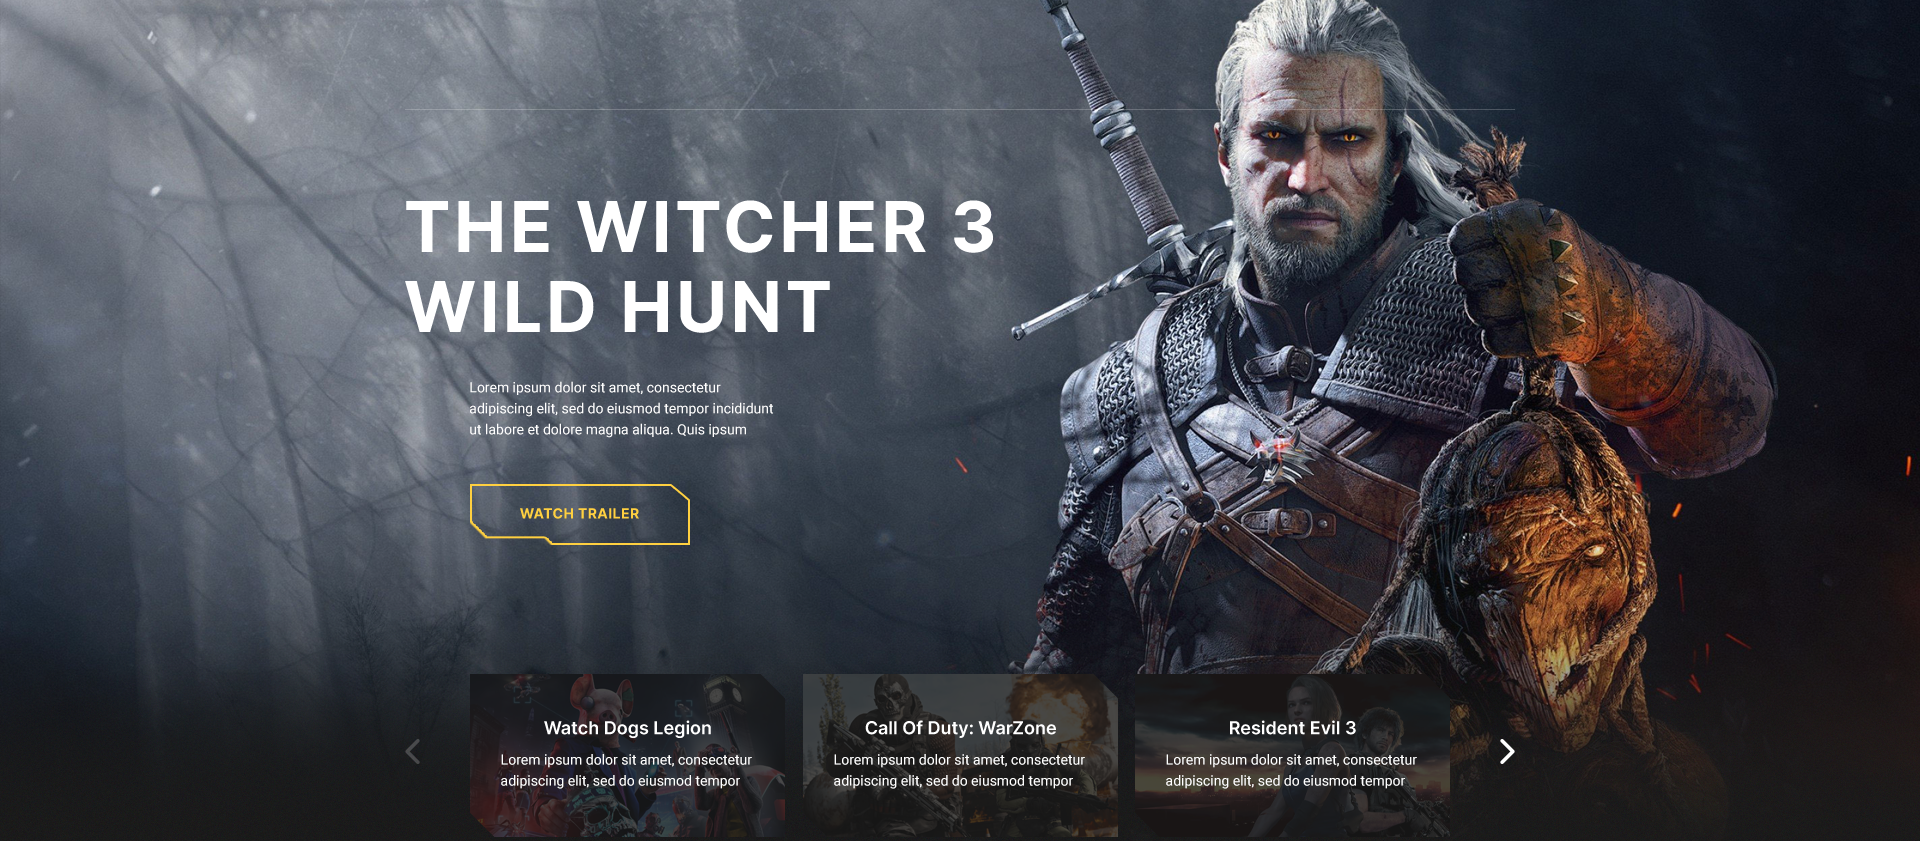 THE WITCHER 3
WILD HUNT
Lorem ipsum dolor sit amet, consectetur
adipiscing elit, sed do eiusmod tempor incididunt
ut labore et dolore magna aliqua. Quis ipsum
WATCH TRAILER
Watch Dogs Legion
Lorem ipsum dolor sit amet, consectetur
adipiscing elit, sed do eiusmod tempor
Call Of Duty: WarZone
Lorem ipsum dolor sit amet, consectetur
adipiscing elit, sed do eiusmod tempor
Resident Evil 3
Lorem ipsum dolor sit amet, consectetur
adipiscing elit, sed do eiusmod tempor